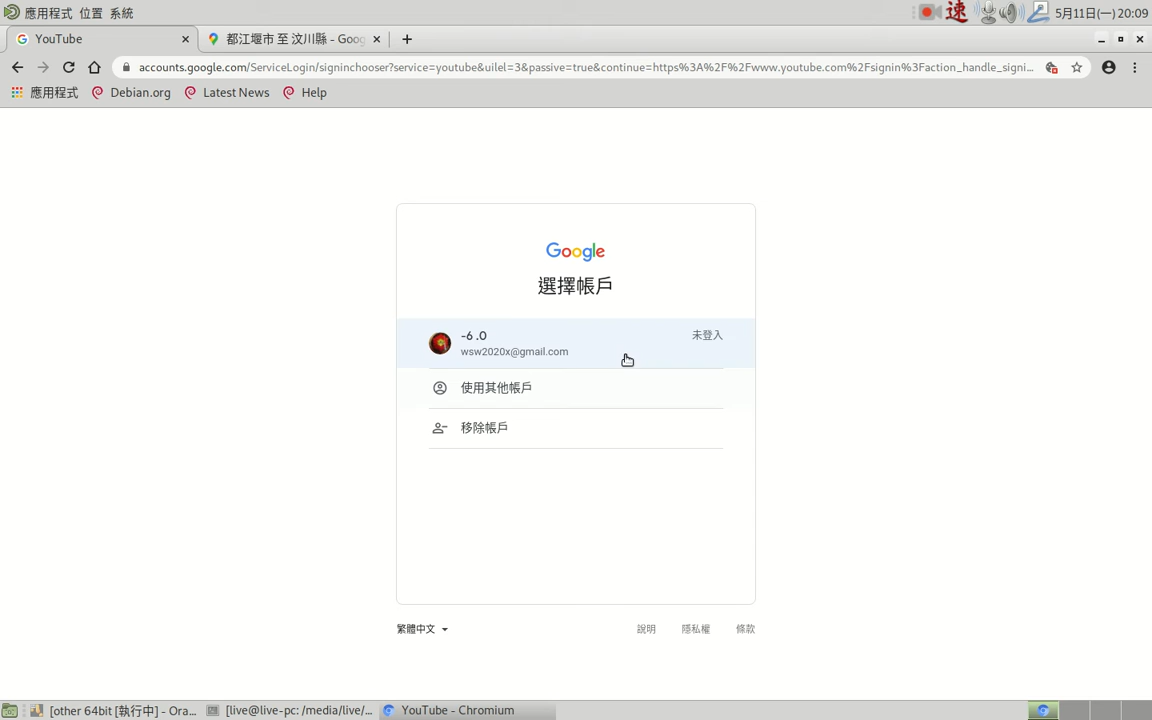 應用程式 位置 系統
速
5月11日(一) 20:09
YouTube
都江堰市 至 汶川縣 - Goog
accounts.google.com/ServiceLogin/signinchooser?service=youtube&uilel=3&passive=true&continue=https%3A%2F%2Fwww.youtube.com%2Fsignin%3Faction_handle_signi...
應用程式
Debian.org
Latest News
Help
Google
選擇帳戶
-6 .0
未登入
wsw2020x@gmail.com
使用其他帳戶
移除帳戶
繁體中文
說明
隱私權
條款
[other 64bit [執行中] - Ora...
[live@live-pc: /media/live/...
YouTube - Chromium